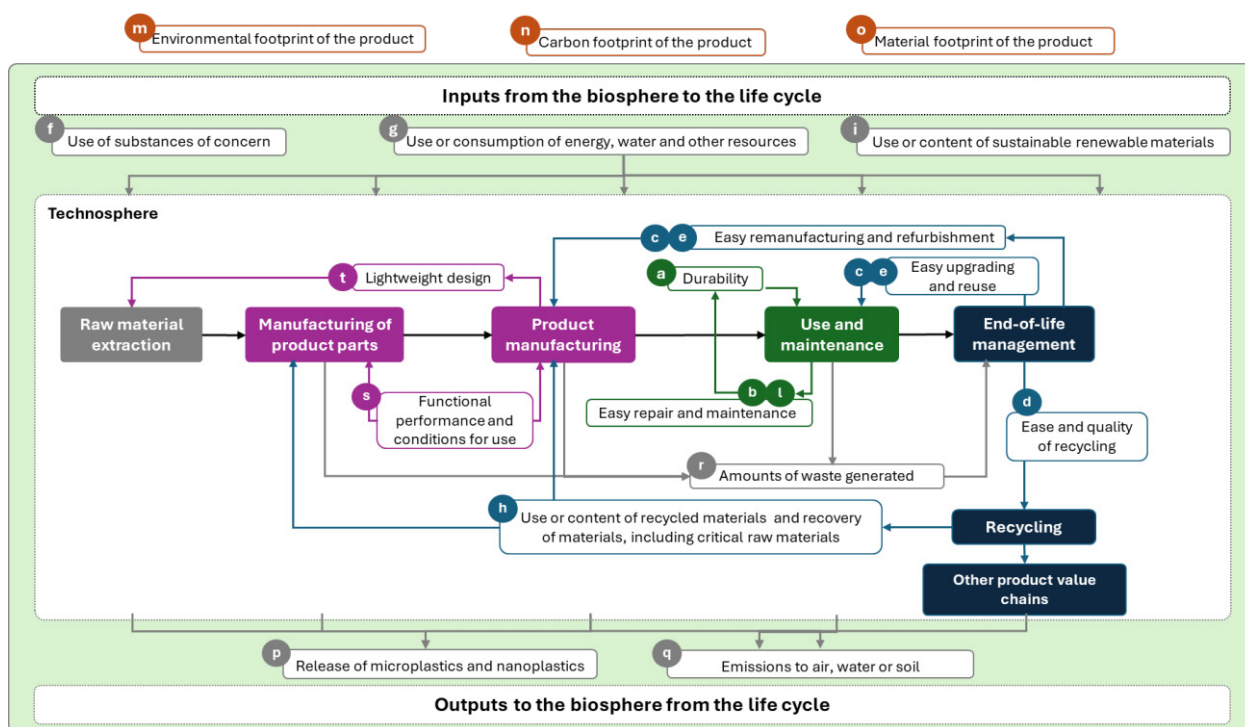 m
Environmental footprint of the product
n
Carbon footprint of the product
o
Material footprint of the product
Inputs from the biosphere to the life cycle
f
Use of substances of concern
g
Use or consumption of energy, water and other resources
i
Use or content of sustainable renewable materials
Technosphere
c e
Easy remanufacturing and refurbishment
t
Lightweight design
a
Durability
c e
Easy upgrading
and reuse
Raw material
extraction
Manufacturing of
product parts
Product
manufacturing
Use and
maintenance
End-of-life
management
s
Functional
performance and
conditions for use
b l
Easy repair and maintenance
d
Ease and quality
of recycling
r
Amounts of waste generated
h
Use or content of recycled materials and recovery
of materials, including critical raw materials
Recycling
Other product value
chains
p
Release of microplastics and nanoplastics
q
Emissions to air, water or soil
Outputs to the biosphere from the life cycle